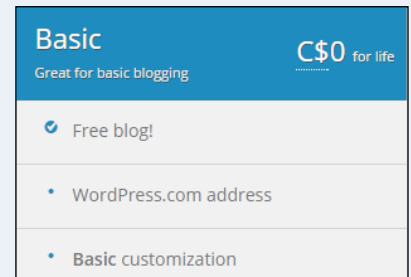 Basic
C$0 for life
Great for basic blogging
Free blog!
WordPress.com address
Basic customization